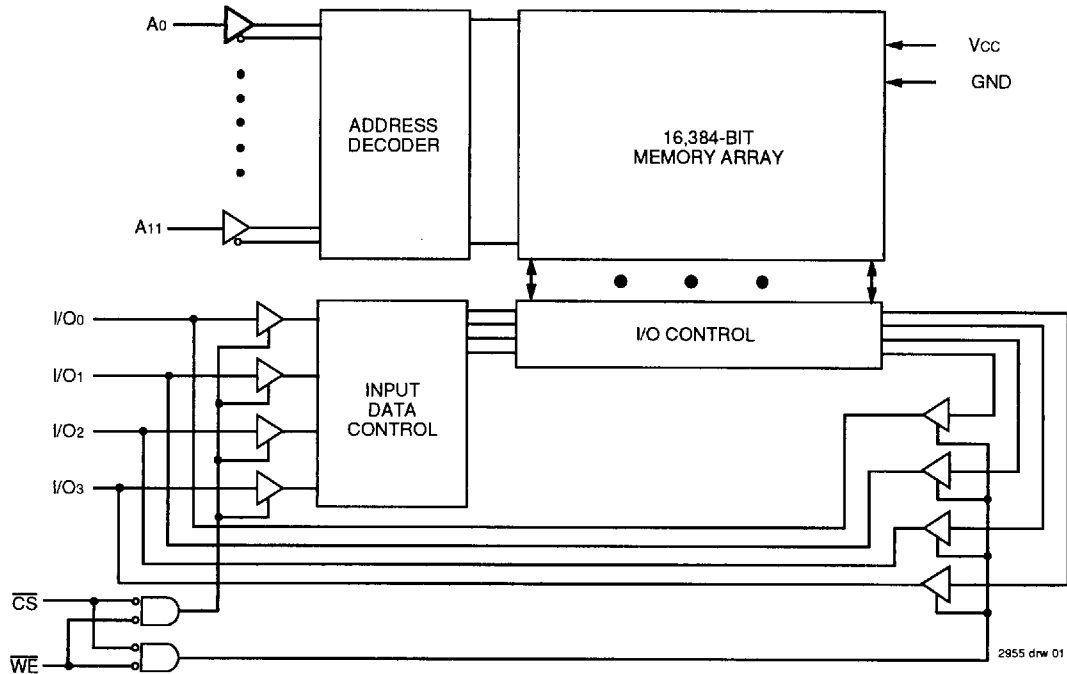 A0
VCC
GND
ADDRESS
DECODER
16,384-BIT
MEMORY ARRAY
A11
I/O0
I/O CONTROL
I/O1
INPUT
DATA
CONTROL
I/O2
I/O3
CS
WE
2955 drw 01